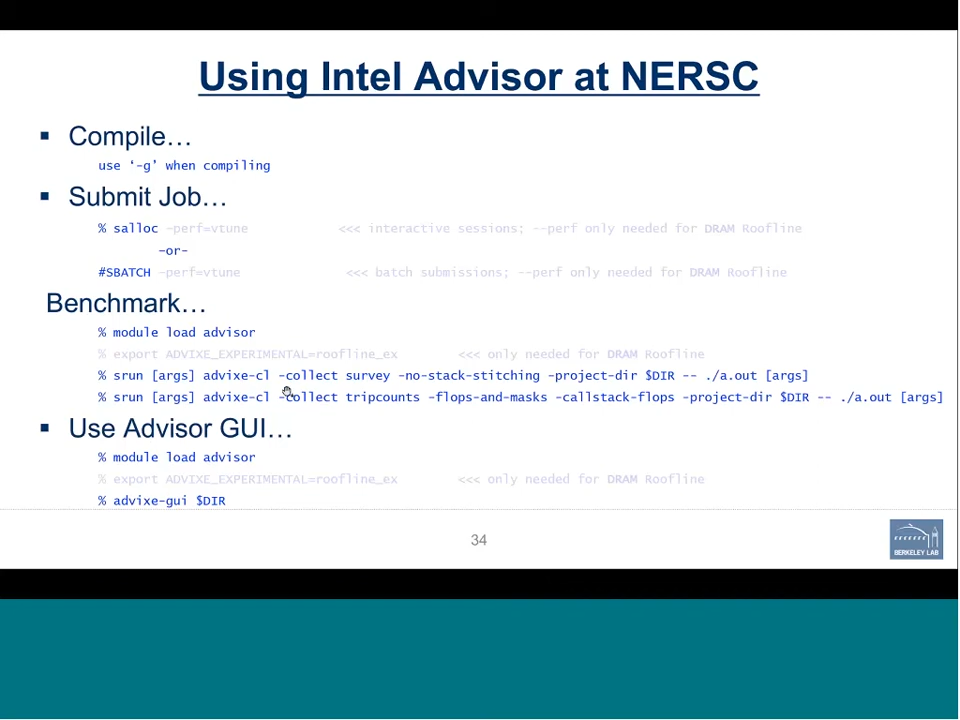 Using Intel Advisor at NERSC
▪ Compile…
use ‘-g’ when compiling
▪ Submit Job…
% salloc -perf=vtune <<< interactive sessions; --perf only needed for DRAM Roofline
-or-
#SBATCH -perf=vtune <<< batch submissions; --perf only needed for DRAM Roofline
Benchmark…
% module load advisor
% export ADVIXE_EXPERIMENTAL=roofline_ex <<< only needed for DRAM Roofline
% srun [args] advixe-cl -collect survey -no-stack-stitching -project-dir $DIR -- ./a.out [args]
% srun [args] advixe-cl -collect tripcounts -flops-and-masks -callstack-flops -project-dir $DIR -- ./a.out [args]
▪ Use Advisor GUI…
% module load advisor
% export ADVIXE_EXPERIMENTAL=roofline_ex <<< only needed for DRAM Roofline
% advixe-gui $DIR
34
BERKELEY LAB